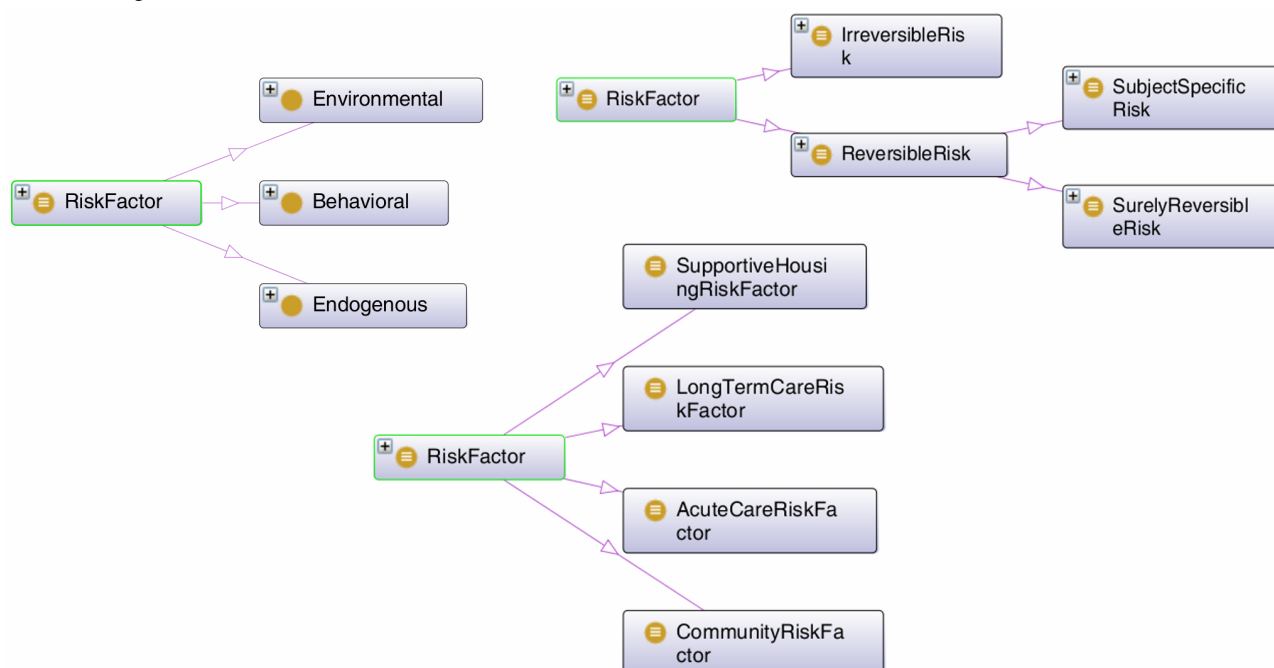 RiskFactor
Environmental
Behavioral
Endogenous
RiskFactor
IrreversibleRis
k
ReversibleRisk
SubjectSpecific
Risk
SurelyReversibl
eRisk
RiskFactor
SupportiveHousi
ngRiskFactor
LongTermCareRis
kFactor
AcuteCareRiskFa
ctor
CommunityRiskFa
ctor